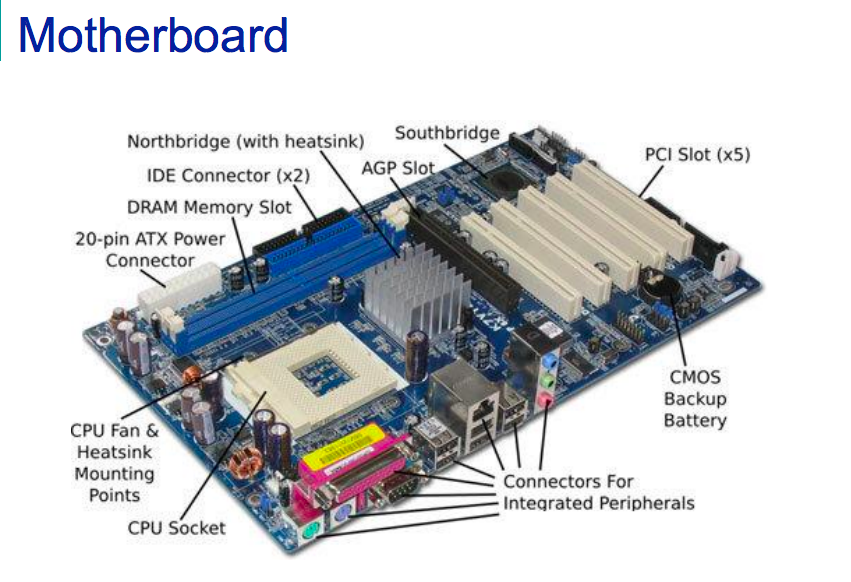 Motherboard
Northbridge (with heatsink)
Southbridge
IDE Connector (x2)
AGP Slot
PCI Slot (x5)
DRAM Memory Slot
20-pin ATX Power
Connector
CMOS
Backup
Battery
CPU Fan &
Heatsink
Mounting
Points
CPU Socket
Connectors For
Integrated Peripherals